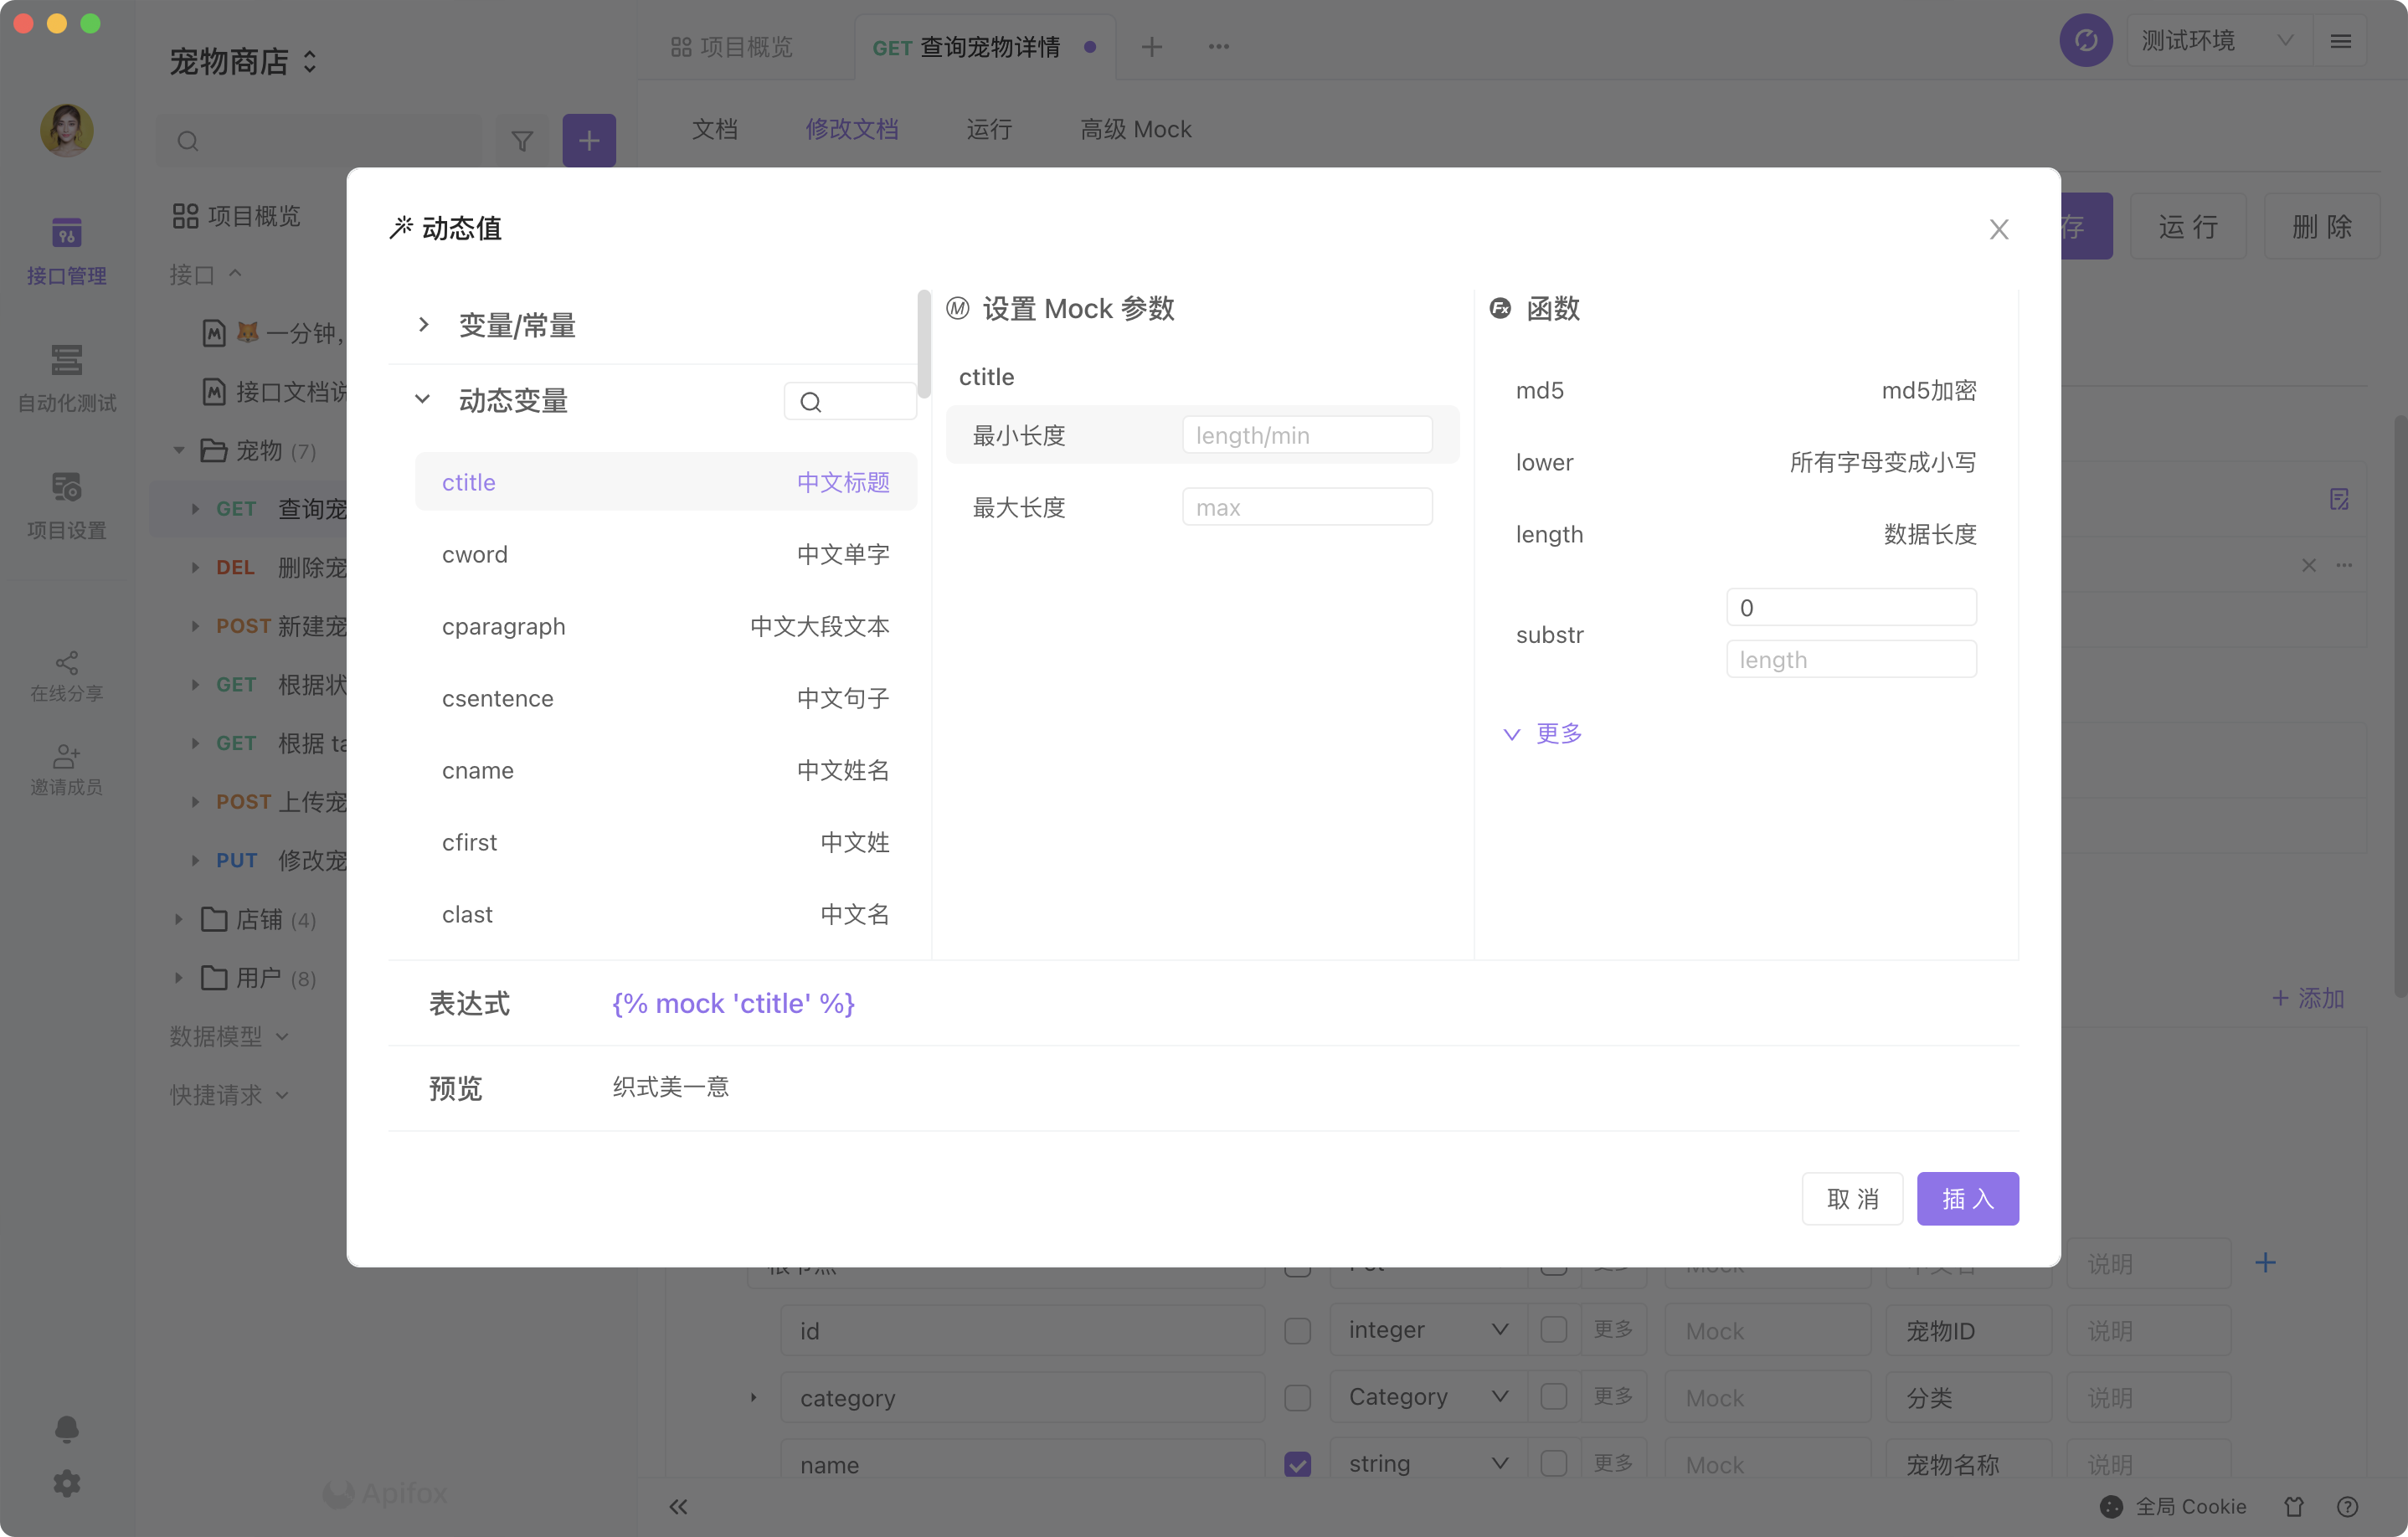 宠物商店
项目概览
GET 查询宠物详情
测试环境
文档
修改文档
运行
高级 Mock
项目概览
接口管理
接口
一分钟,
接口文档说
自动化测试
宠物 (7)
GET 查询宠
项目设置
DEL 删除宠
POST 新建宠
GET 根据状
在线分享
GET 根据 ta
邀请成员
POST 上传宠
PUT 修改宠
店铺 (4)
用户 (8)
数据模型
快捷请求
Apifox
存
运 行
删 除
动态值
变量/常量
动态变量
ctitle 中文标题
cword 中文单字
cparagraph 中文大段文本
csentence 中文句子
cname 中文姓名
cfirst 中文姓
clast 中文名
设置 Mock 参数
ctitle
最小长度 length/min
最大长度 max
函数
md5 md5加密
lower 所有字母变成小写
length 数据长度
substr 0
length
更多
表达式 {% mock 'ctitle' %}
预览 织式美一意
取 消
插 入
添加
说明
id integer 更多 Mock 宠物ID 说明
category Category 更多 Mock 分类 说明
name string 更多 Mock 宠物名称 说明
全局 Cookie